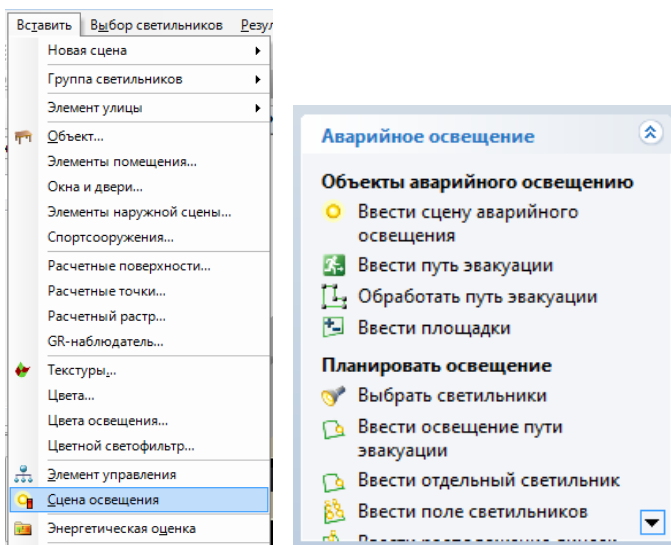 Вставить Выбор светильников Резул
Новая сцена
Группа светильников
Элемент улицы
Объект...
Элементы помещения...
Окна и двери...
Элементы наружной сцены...
Спортсооружения...
Расчетные поверхности...
Расчетные точки...
Расчетный растр...
GR-наблюдатель...
Текстуры,...
Цвета...
Цвета освещения...
Цветной светофильтр...
Элемент управления
Сцена освещения
Энергетическая оценка
Аварийное освещение
Объекты аварийного освещению
Ввести сцену аварийного
освещения
Ввести путь эвакуации
Обработать путь эвакуации
Ввести площадки
Планировать освещение
Выбрать светильники
Ввести освещение пути
эвакуации
Ввести отдельный светильник
Ввести поле светильников